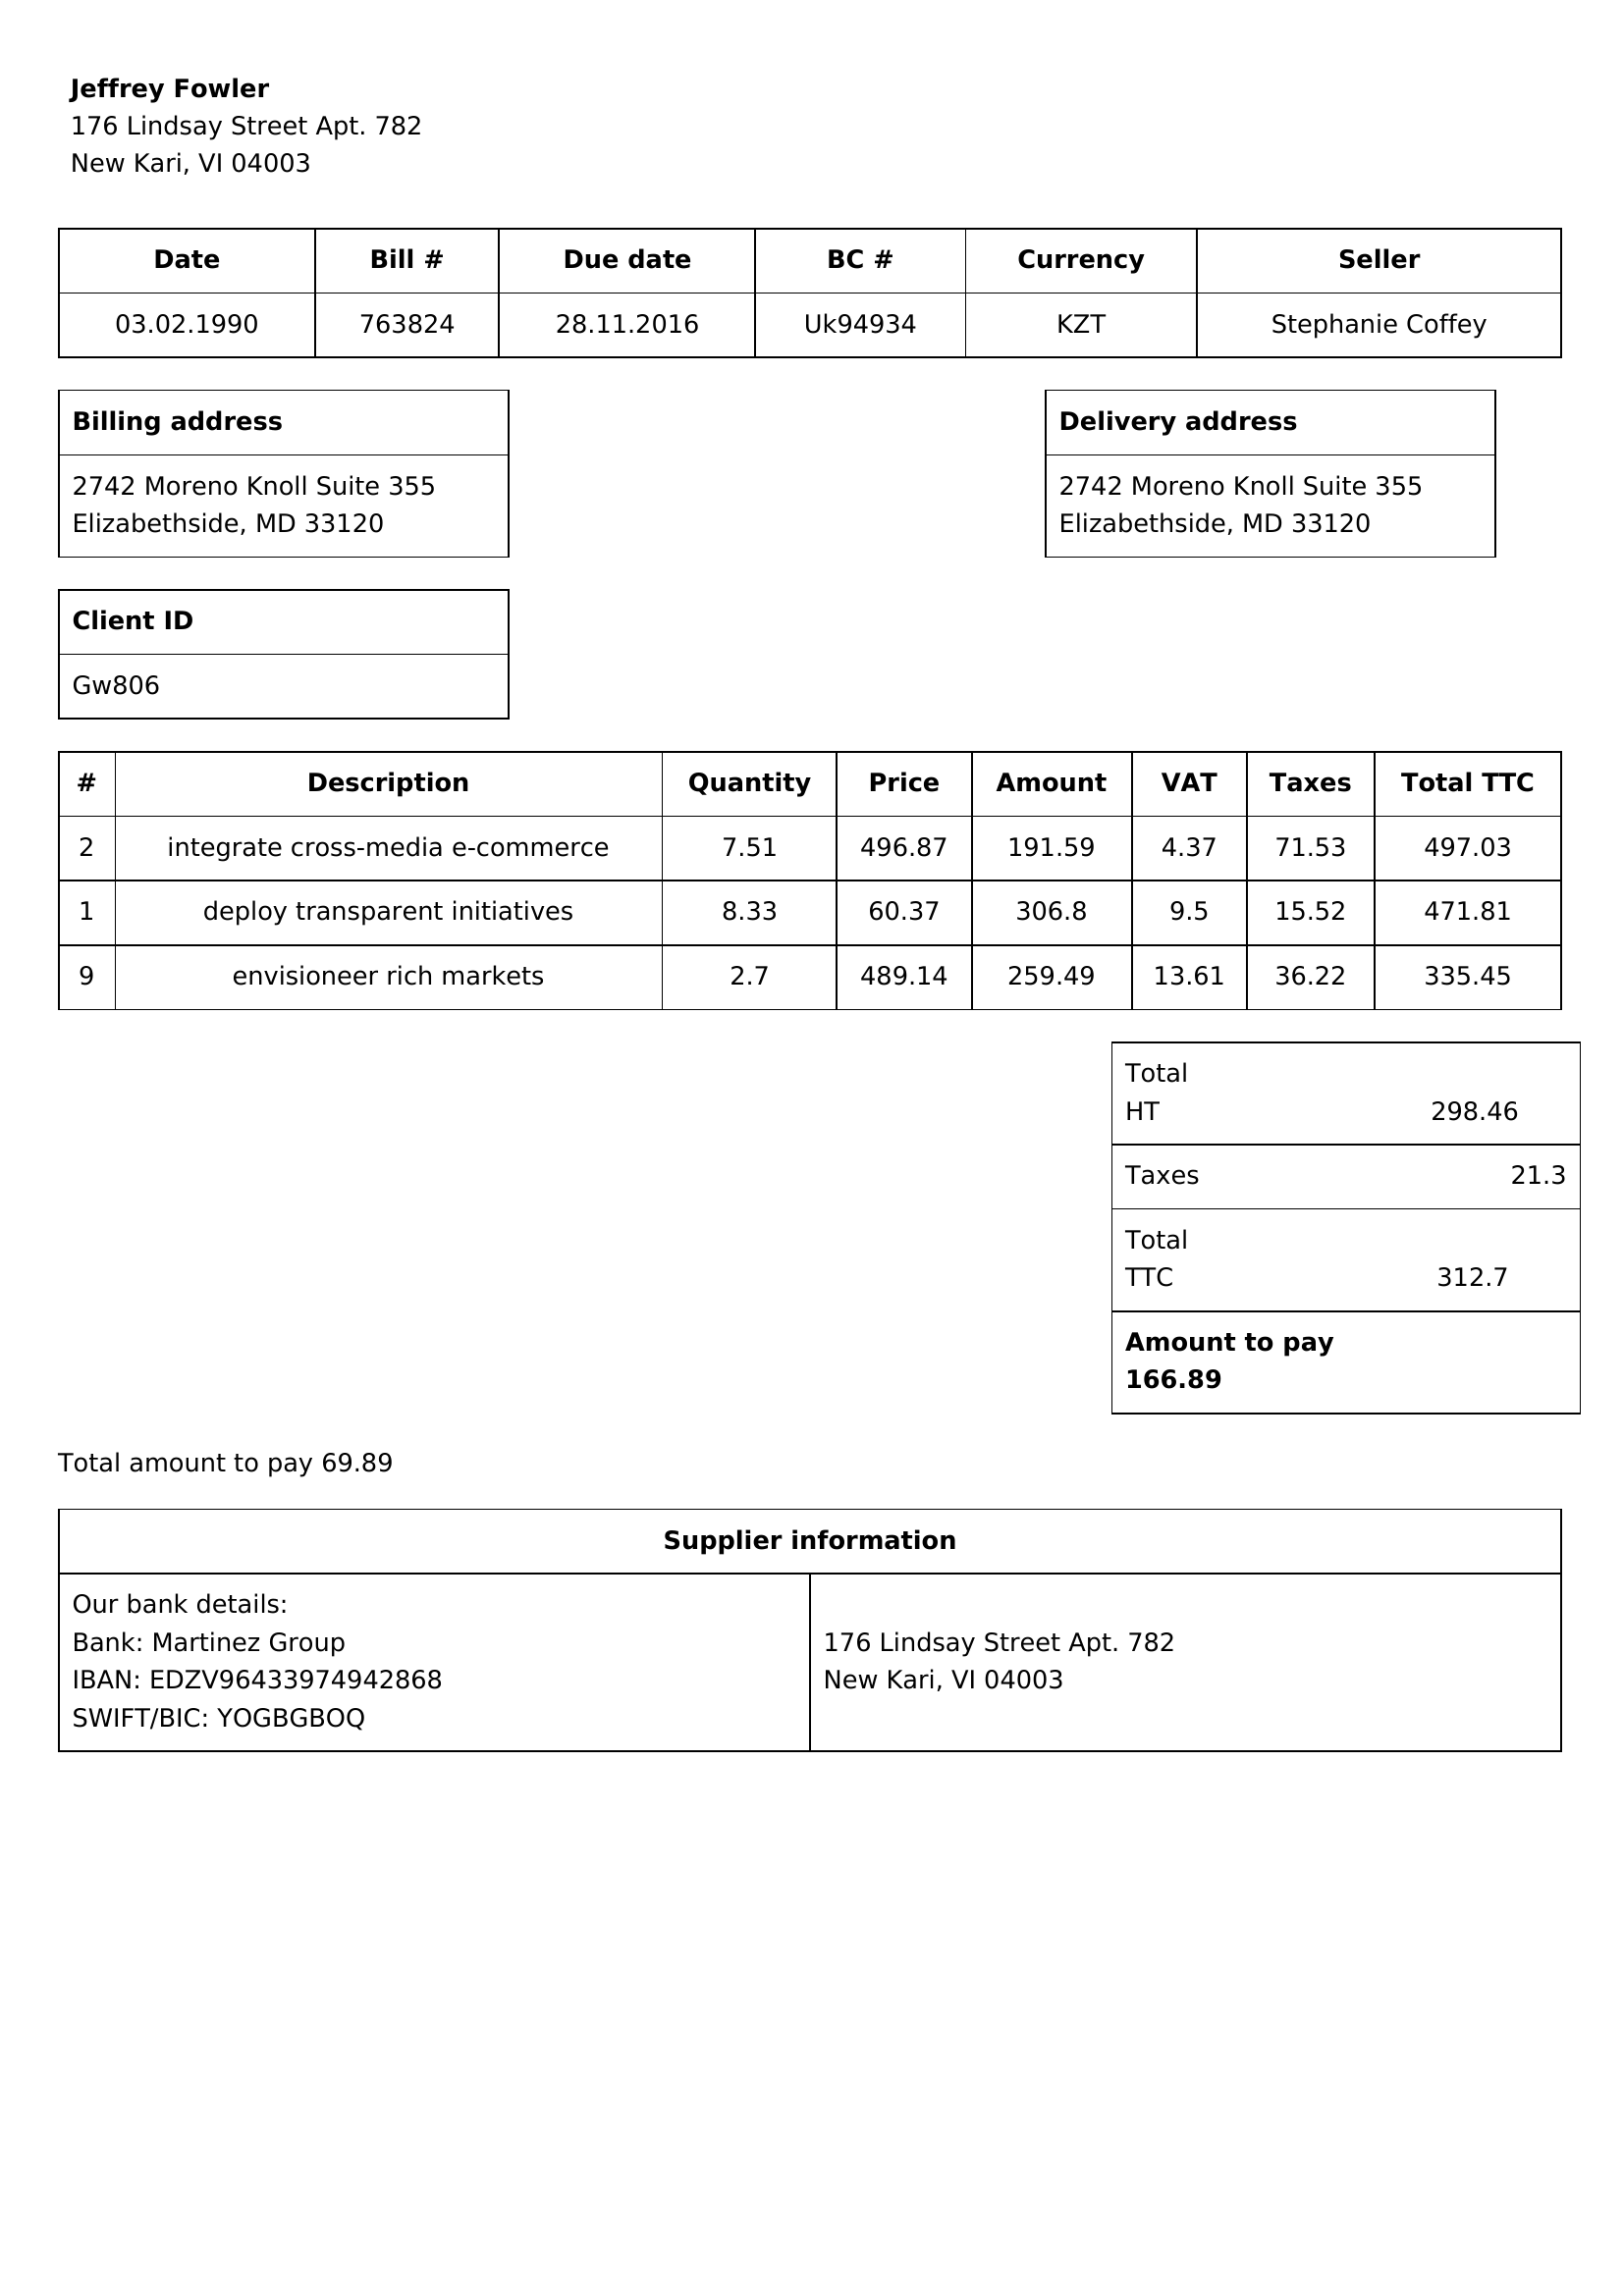 Jeffrey Fowler
176 Lindsay Street Apt. 782
New Kari, VI 04003
Date Bill # Due date BC # Currency Seller
03.02.1990 763824 28.11.2016 Uk94934 KZT Stephanie Coffey
Billing address
2742 Moreno Knoll Suite 355
Elizabethside, MD 33120
Delivery address
2742 Moreno Knoll Suite 355
Elizabethside, MD 33120
Client ID
Gw806
# Description Quantity Price Amount VAT Taxes Total TTC
2 integrate cross-media e-commerce 7.51 496.87 191.59 4.37 71.53 497.03
1 deploy transparent initiatives 8.33 60.37 306.8 9.5 15.52 471.81
9 envisioneer rich markets 2.7 489.14 259.49 13.61 36.22 335.45
Total
HT 298.46
Taxes 21.3
Total
TTC 312.7
Amount to pay
166.89
Total amount to pay 69.89
Supplier information
Our bank details:
Bank: Martinez Group
IBAN: EDZV96433974942868
SWIFT/BIC: YOGBGBOQ
176 Lindsay Street Apt. 782
New Kari, VI 04003